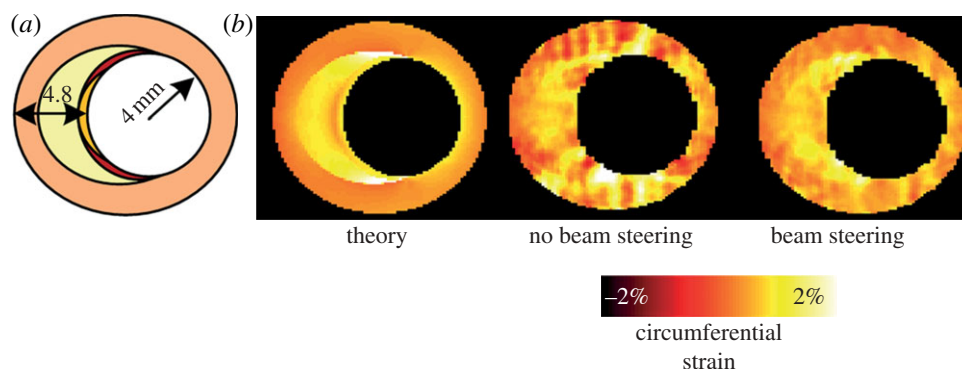 (a)
4.8
4 mm
(b)
theory
no beam steering
beam steering
–2%
2%
circumferential
strain